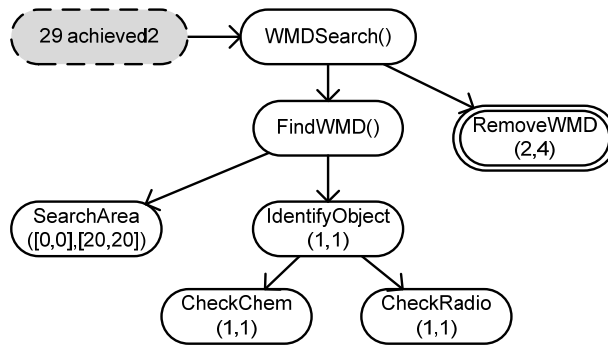 29 achieved2
WMDSearch()
FindWMD()
RemoveWMD
(2,4)
SearchArea
([0,0],[20,20])
IdentifyObject
(1,1)
CheckChem
(1,1)
CheckRadio
(1,1)